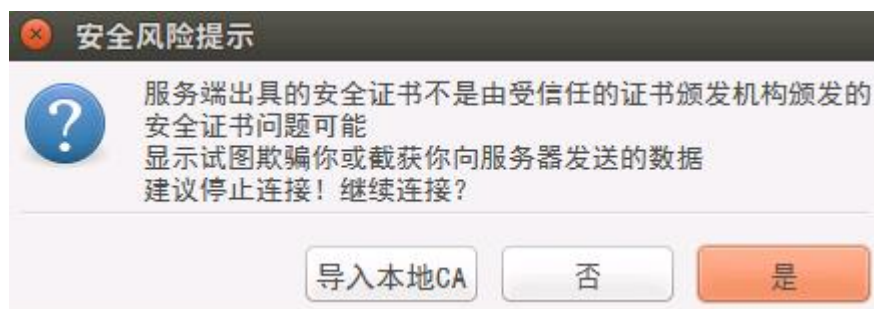 安全风险提示
服务端出具的安全证书不是由受信任的证书颁发机构颁发的
安全证书问题可能
显示试图欺骗你或截获你向服务器发送的数据
建议停止连接！继续连接？
导入本地CA 否 是